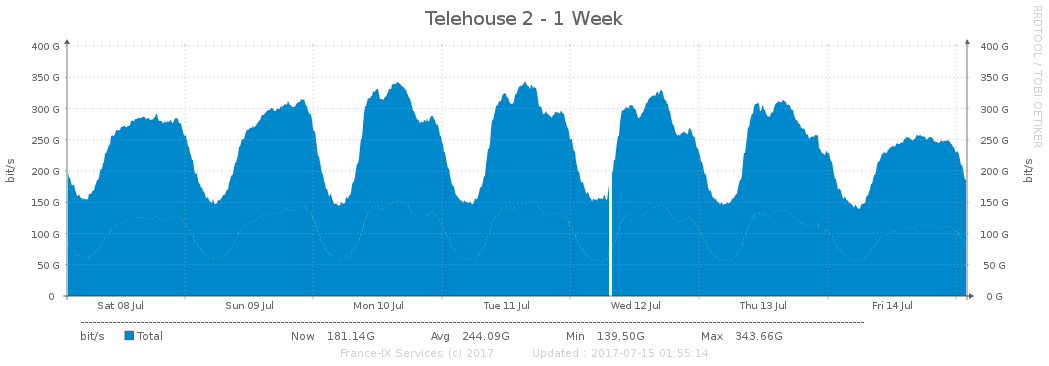 Telehouse 2 - 1 Week
RRDTOOL / TOBI OETIKER
bit/s
400 G 400 G
350 G 350 G
300 G 300 G
250 G 250 G
200 G 200 G
150 G 150 G
100 G 100 G
50 G 50 G
0 0 G
bit/s
Sat 08 Jul Sun 09 Jul Mon 10 Jul Tue 11 Jul Wed 12 Jul Thu 13 Jul Fri 14 Jul
bit/s Total Now 181.14G Avg 244.09G Min 139.50G Max 343.66G
France-IX Services (c) 2017 Updated : 2017-07-15 01:55:14